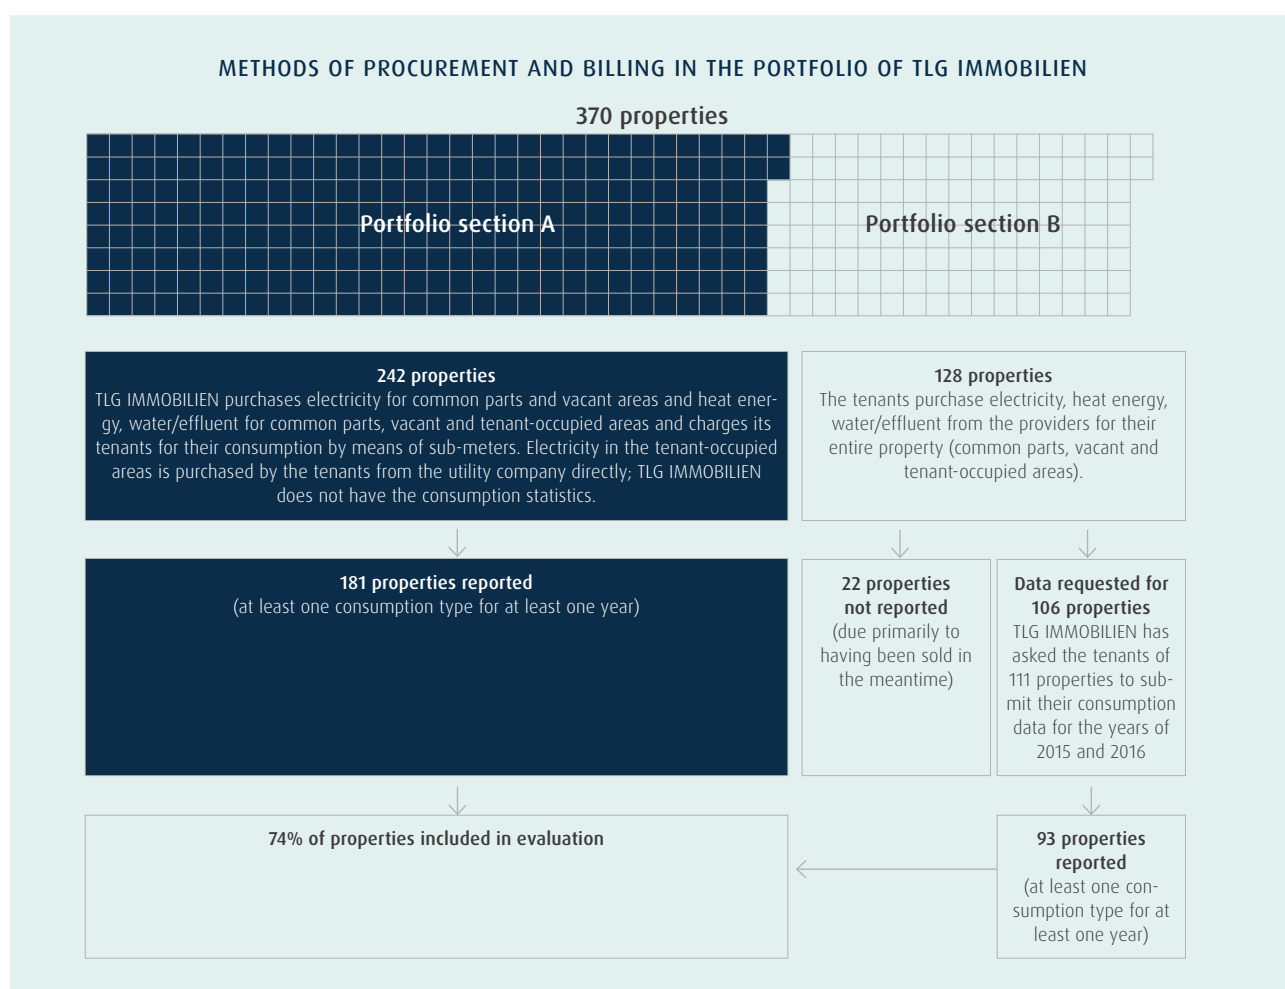 METHODS OF PROCUREMENT AND BILLING IN THE PORTFOLIO OF TLG IMMOBILIEN
370 properties
Portfolio section A
Portfolio section B
242 properties
TLG IMMOBILIEN purchases electricity for common parts and vacant areas and heat ener-
gy, water/effluent for common parts, vacant and tenant-occupied areas and charges its
tenants for their consumption by means of sub-meters. Electricity in the tenant-occupied
areas is purchased by the tenants from the utility company directly; TLG IMMOBILIEN
does not have the consumption statistics.
128 properties
The tenants purchase electricity, heat energy,
water/effluent from the providers for their
entire property (common parts, vacant and
tenant-occupied areas).
181 properties reported
(at least one consumption type for at least one year)
22 properties
not reported
(due primarily to
having been sold in
the meantime)
Data requested for
106 properties
TLG IMMOBILIEN has
asked the tenants of
111 properties to sub-
mit their consumption
data for the years of
2015 and 2016
74% of properties included in evaluation
93 properties
reported
(at least one con-
sumption type for at
least one year)